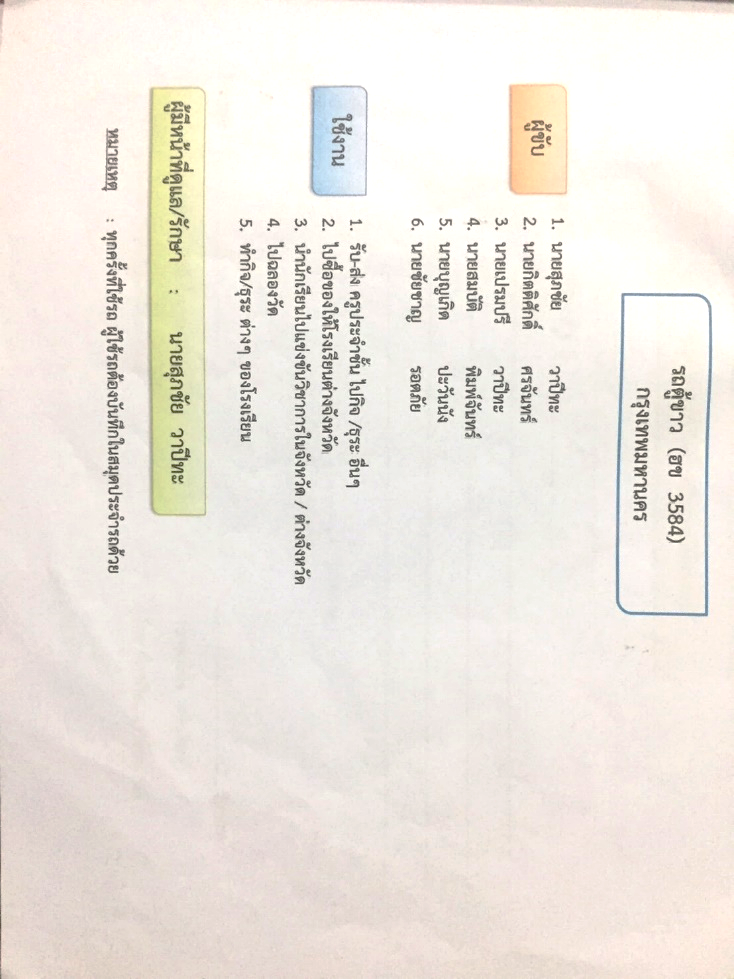 รถตู้ขาว (ฮข 3584)
กรุงเทพมหานคร
ผู้ขับ
1. นายสุภชัย วาปีทะ
2. นายกิตติศักดิ์ ศรจันทร์
3. นายเปรมปรี วาปีทะ
4. นายสมบัติ พิมพ์จันทร์
5. นายบุญเกิด ปะวันนัง
6. นายชัยชาญ รอดภัย
ใช้งาน
1. รับ-ส่ง ครูประจำชั้น ไปกิจ /ธุระ อื่นๆ
2. ไปซื้อของให้โรงเรียนต่างจังหวัด
3. นำนักเรียนไปแข่งขันวิชาการในจังหวัด / ต่างจังหวัด
4. ไปฉลองวัด
5. ทำกิจ/ธุระ ต่างๆ ของโรงเรียน
ผู้มีหน้าที่ดูแล/รักษา : นายสุภชัย วาปีทะ
หมายเหตุ : ทุกครั้งที่ใช้รถ ผู้ใช้รถต้องบันทึกในสมุดประจำรถด้วย